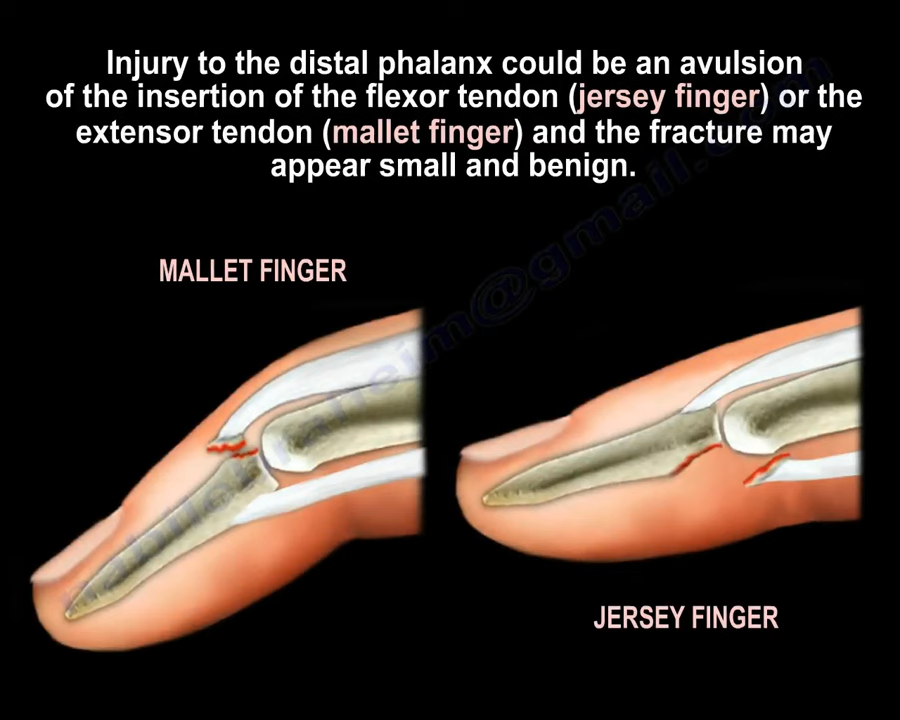 Injury to the distal phalanx could be an avulsion
of the insertion of the flexor tendon (jersey finger) or the
extensor tendon (mallet finger) and the fracture may
appear small and benign.
MALLET FINGER
JERSEY FINGER